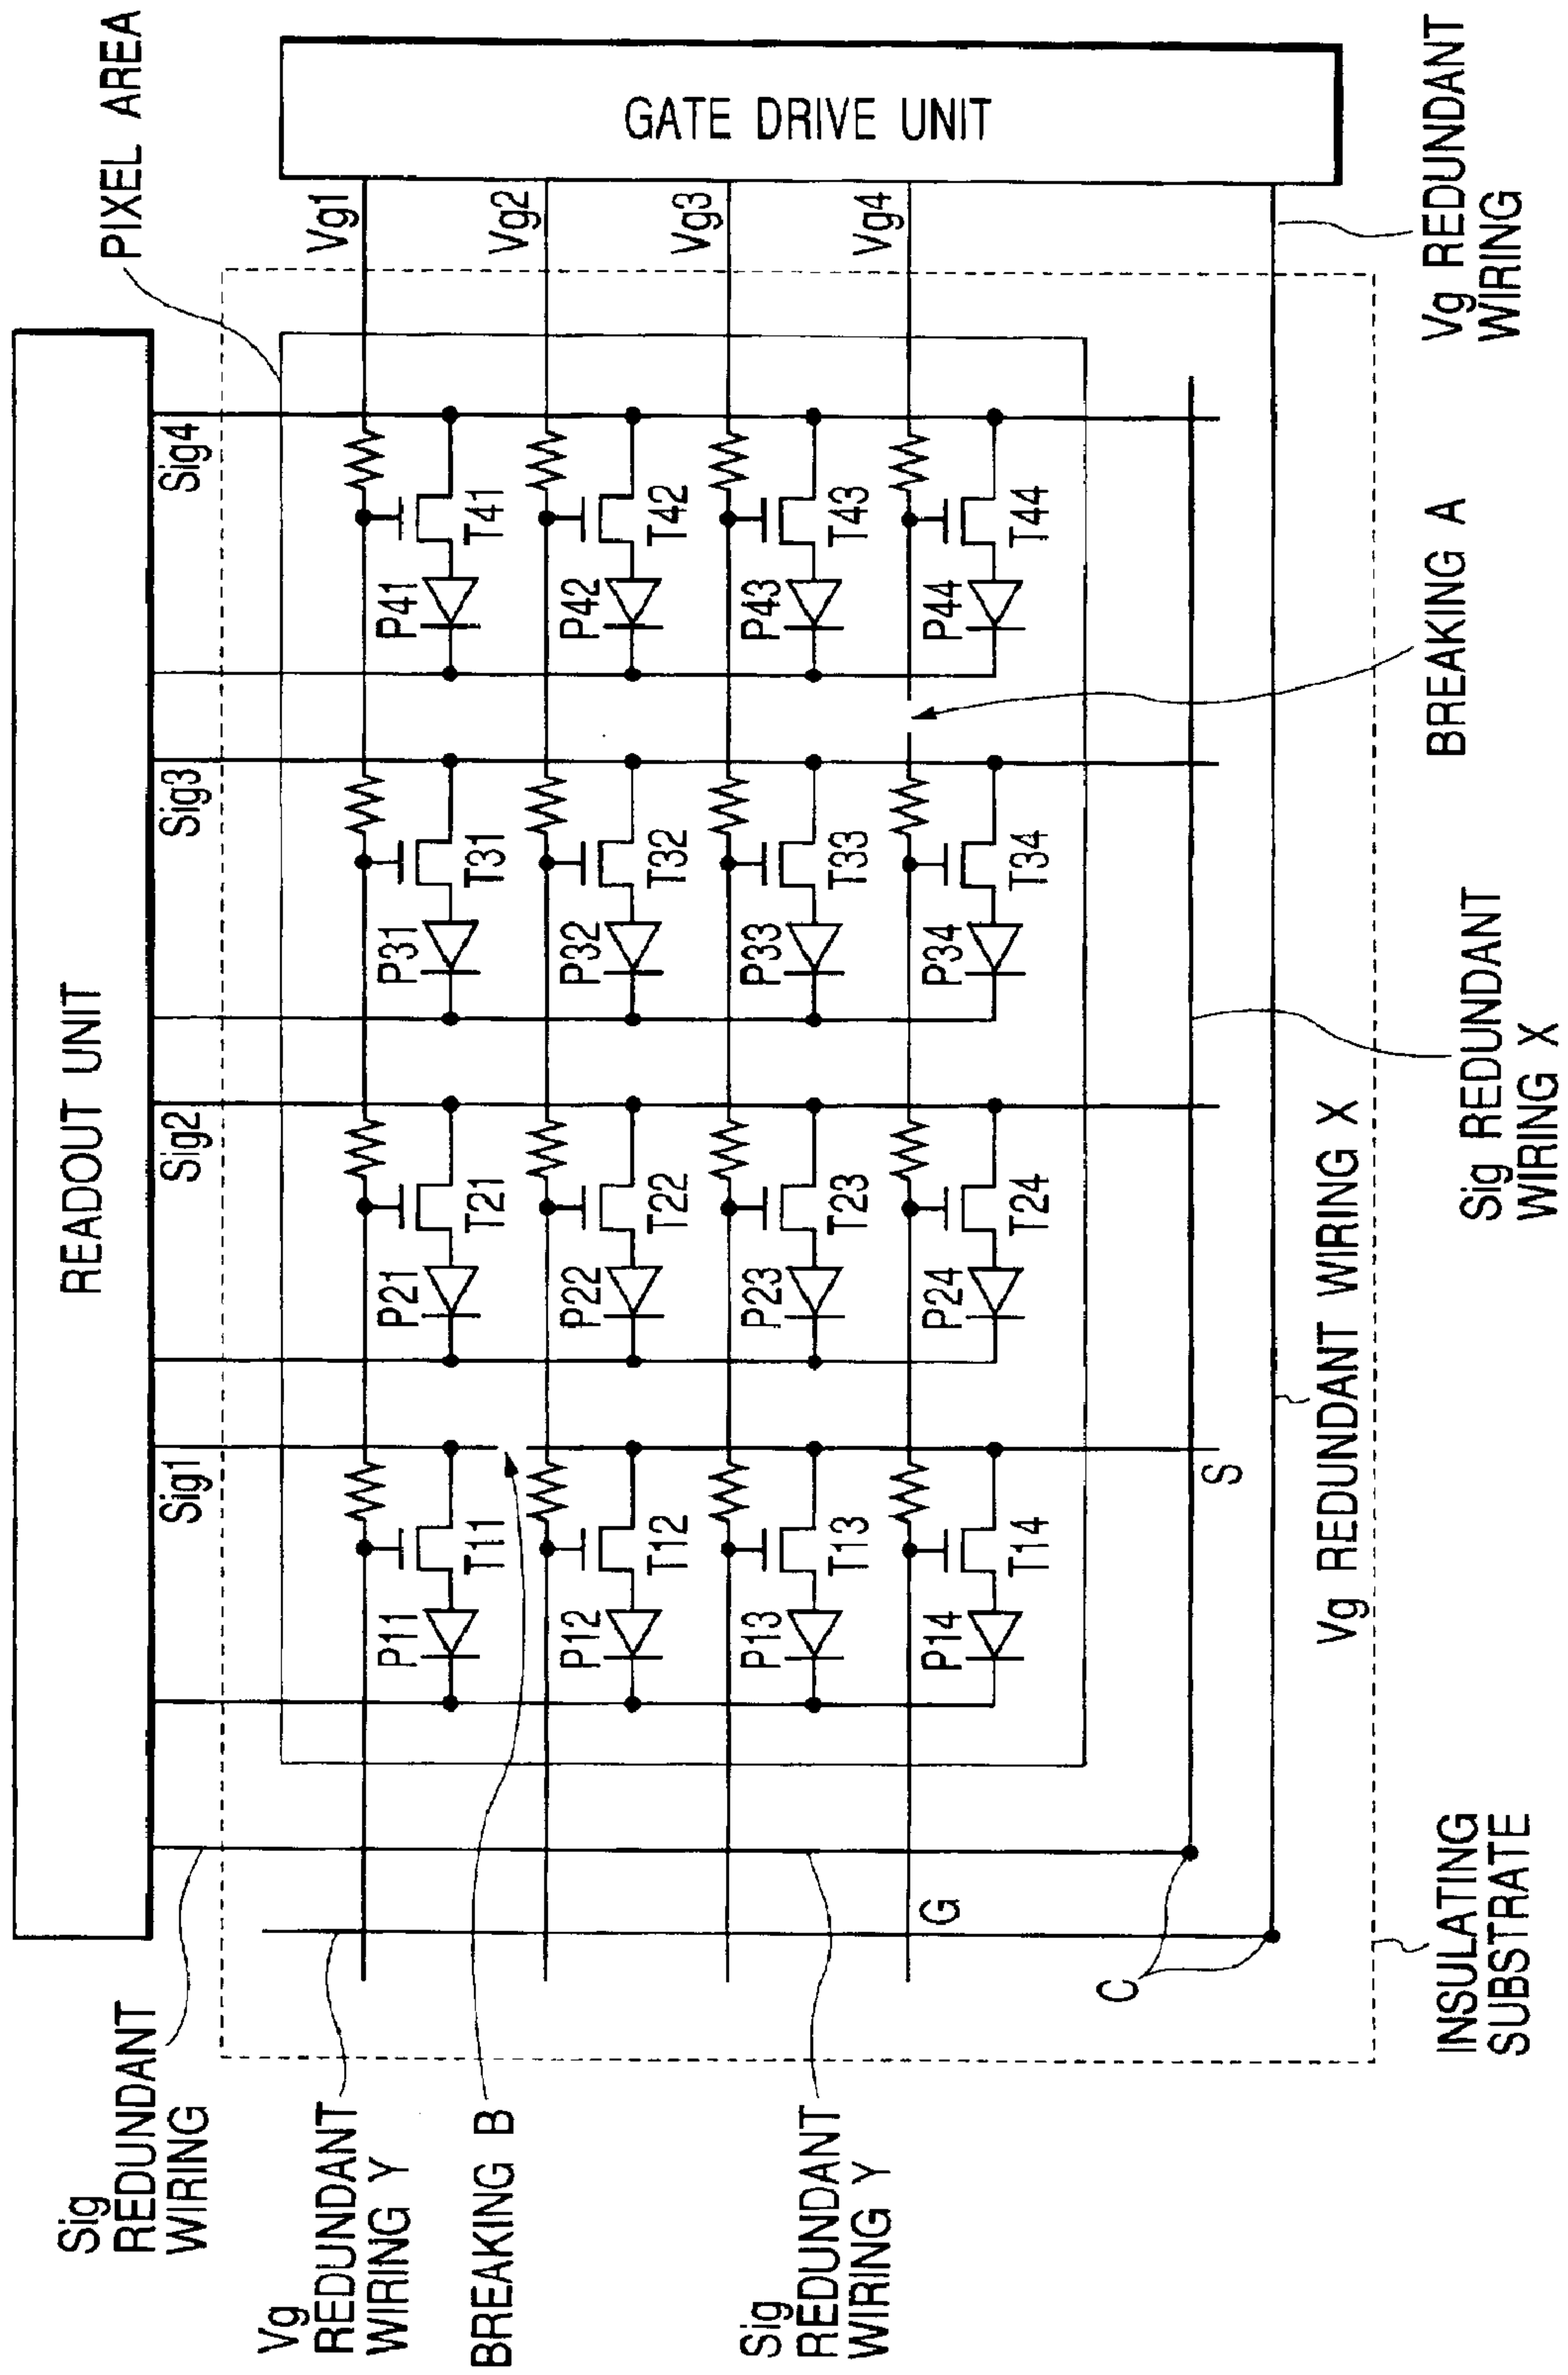 Sig
REDUNDANT
WIRING
READOUT UNIT
PIXEL AREA
Sig1
Sig2
Sig3
Sig4
Vg
REDUNDANT
WIRING Y
Vg1
P11
P21
P31
P41
T11
T21
T31
T41
BREAKING B
Vg2
P12
P22
P32
P42
T12
T22
T32
T42
GATE DRIVE UNIT
Vg3
P13
P23
P33
P43
Sig
REDUNDANT
WIRING Y
T13
T23
T33
T43
Vg4
G
P14
P24
P34
P44
T14
T24
T34
T44
C
S
Vg REDUNDANT WIRING X
BREAKING A
Vg REDUNDANT
WIRING
INSULATING
SUBSTRATE
Sig REDUNDANT
WIRING X